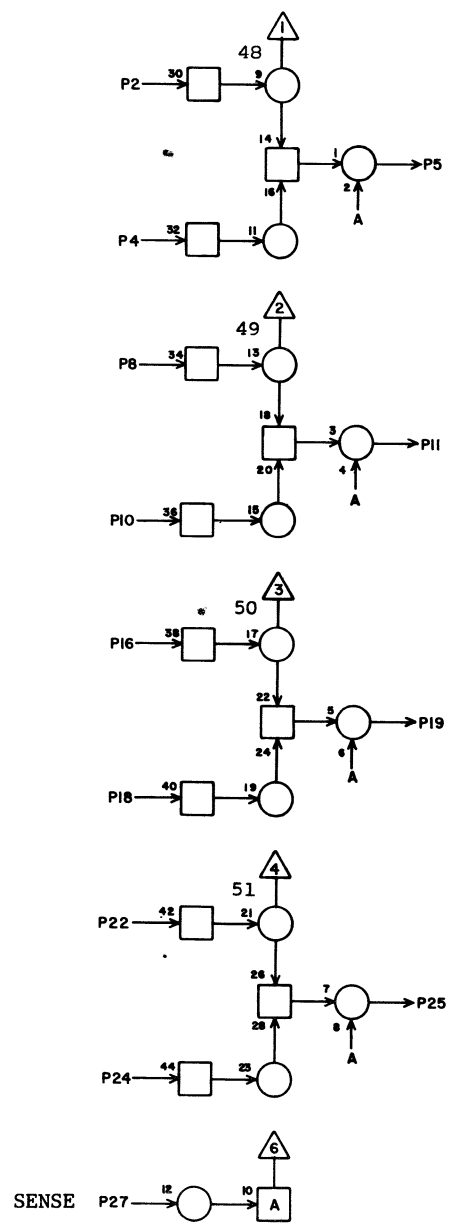 1
48
P2 30 9
14
1 P5
16 2
A
P4 32 11
2
49
P8 34 13
18
3 P11
20 4
A
P10 36 15
3
50
P16 38 17
22
5 P19
24 6
A
P18 40 19
4
51
P22 42 21
26
7 P25
28 8
A
P24 44 23
6
SENSE P27 12 10 A